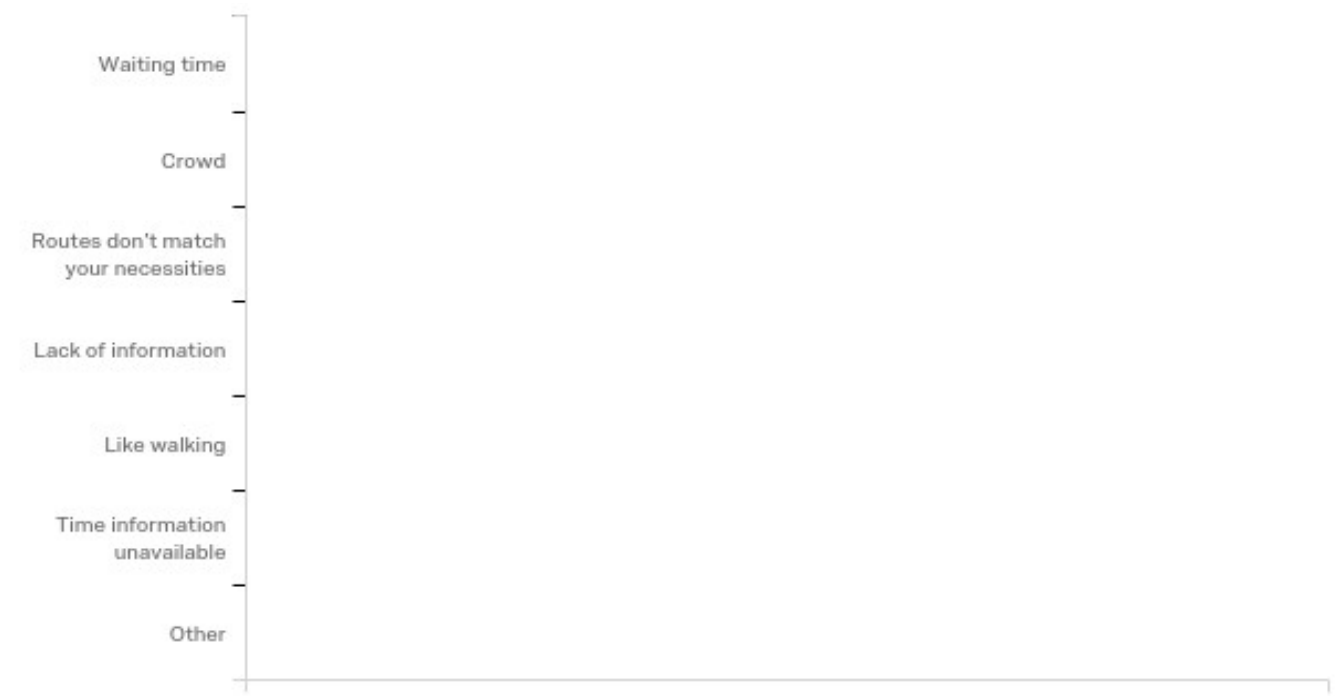 Waiting time
Crowd
Routes don't match
your necessities
Lack of information
Like walking
Time information
unavailable
Other